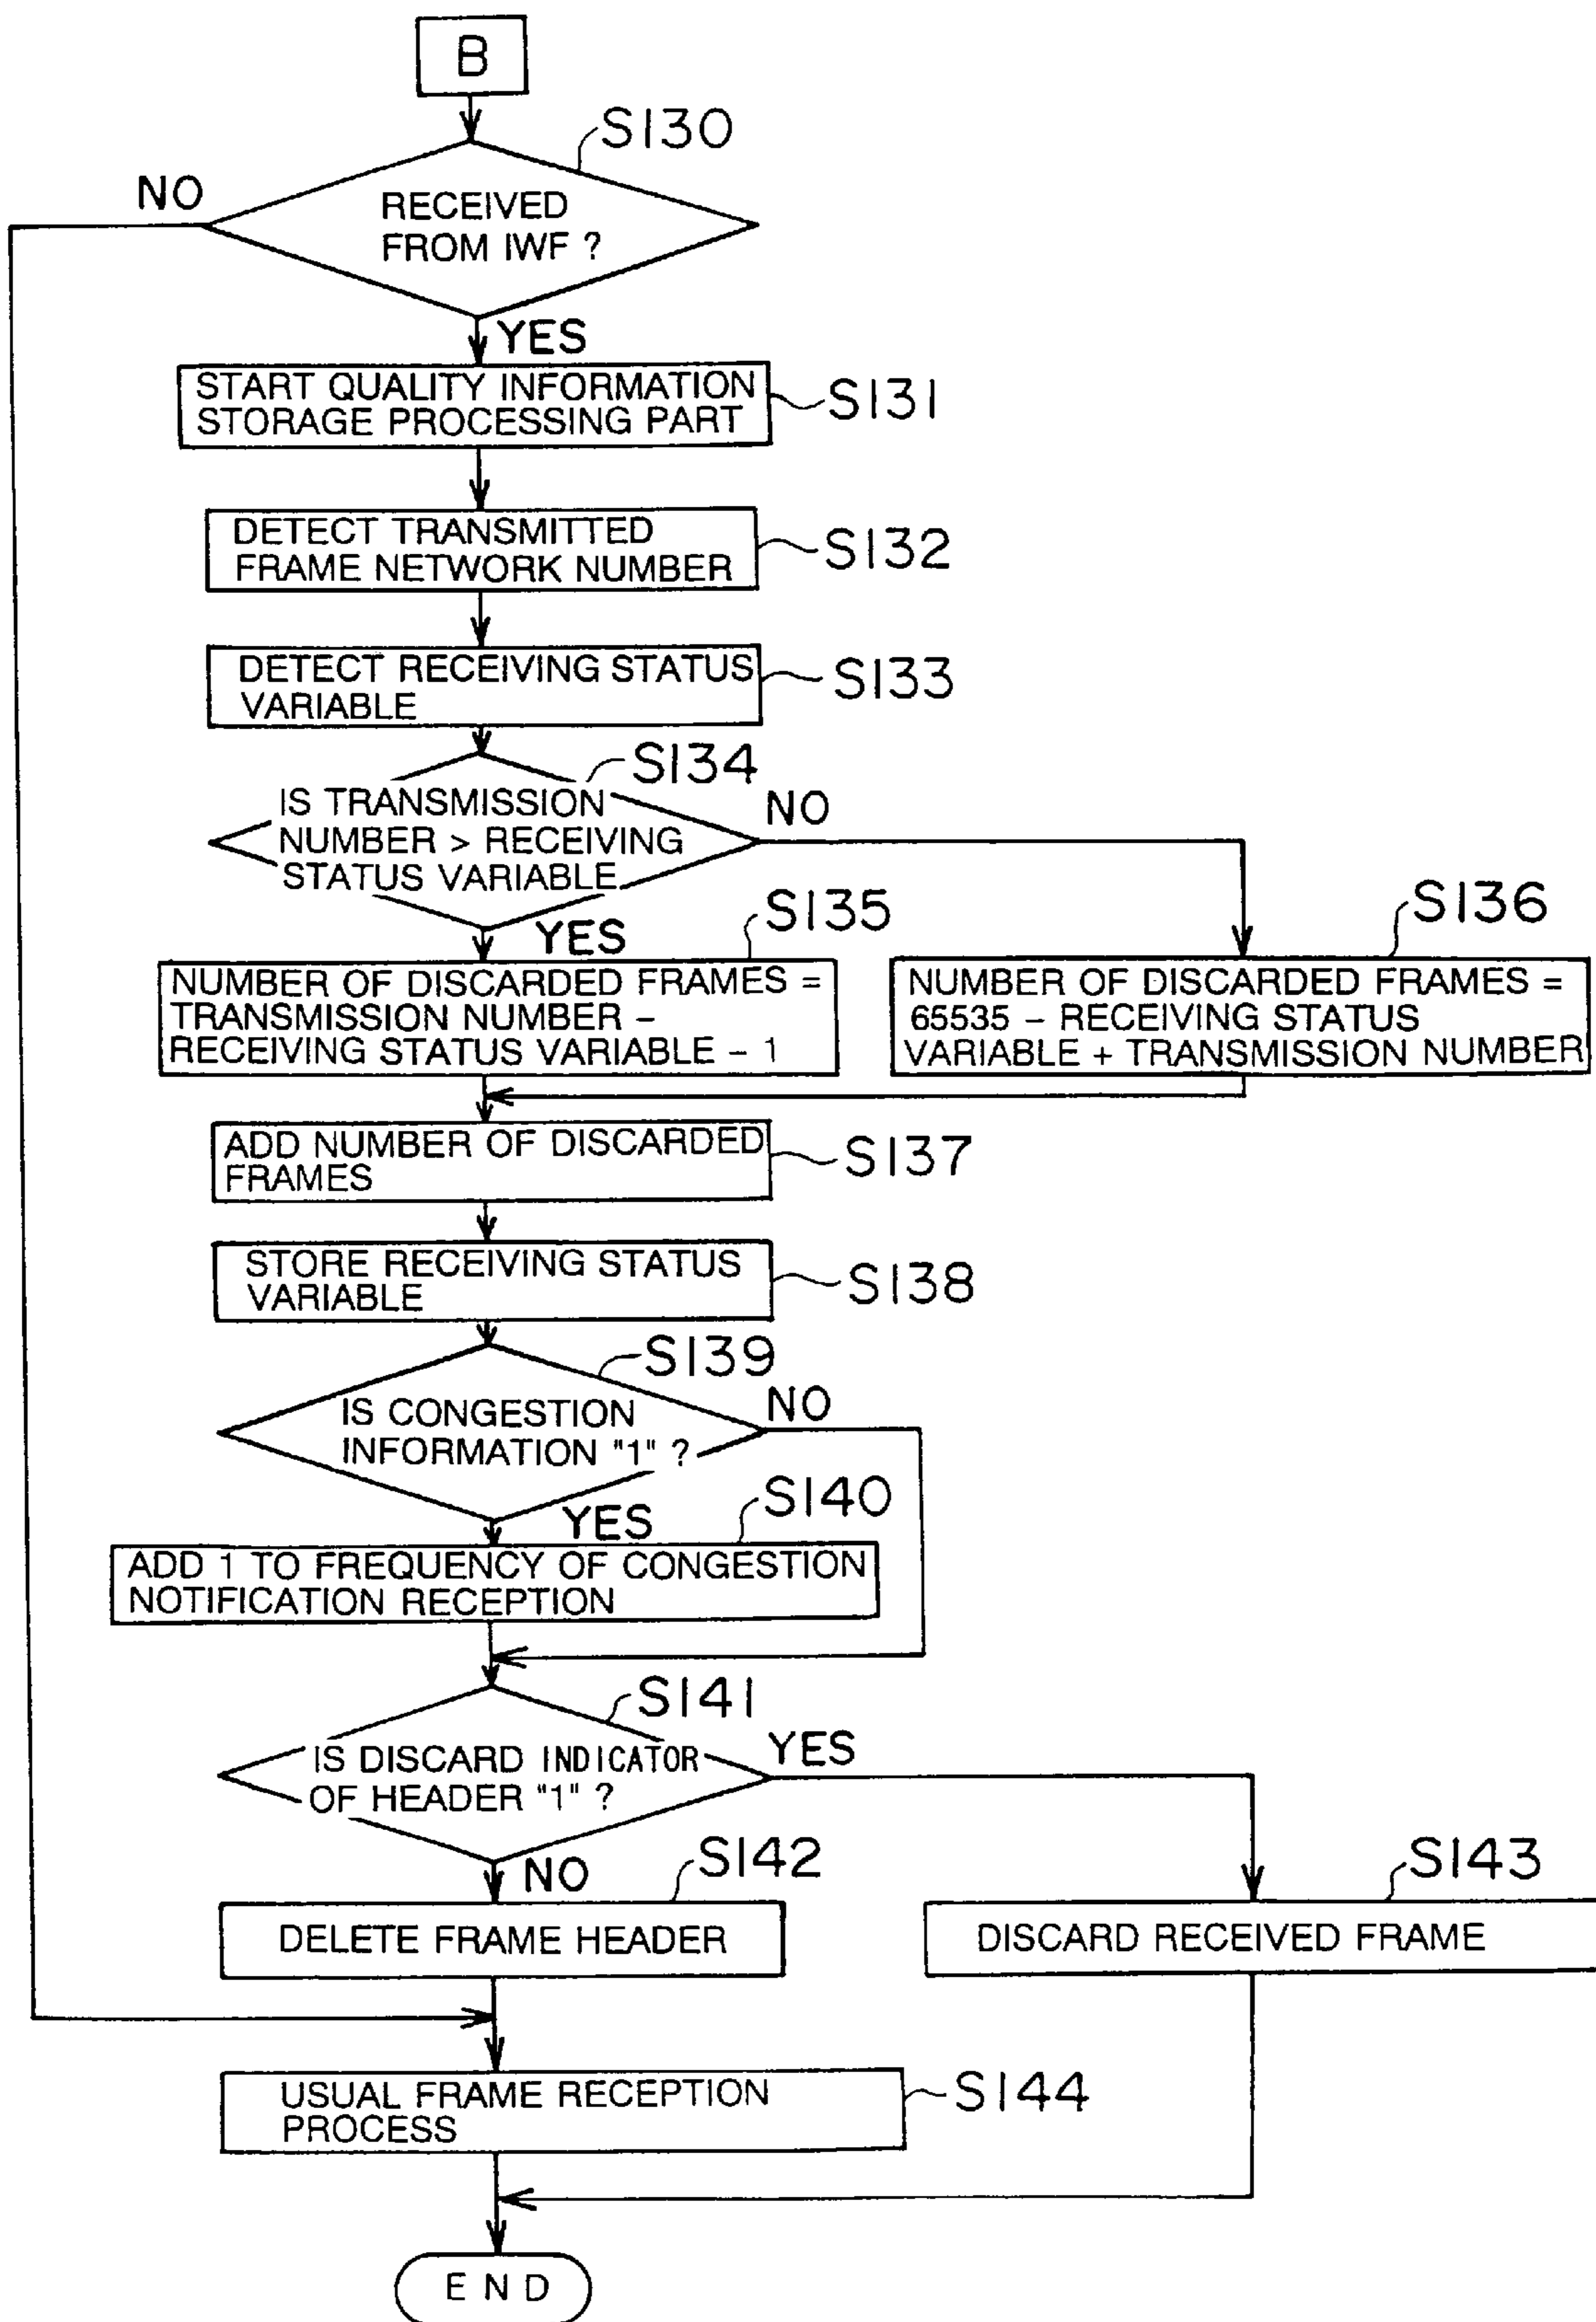 B
S130
NO
RECEIVED
FROM IWF ?
YES
START QUALITY INFORMATION
STORAGE PROCESSING PART
S131
DETECT TRANSMITTED
FRAME NETWORK NUMBER
S132
DETECT RECEIVING STATUS
VARIABLE
S133
S134
IS TRANSMISSION
NUMBER > RECEIVING
STATUS VARIABLE
NO
YES
S135
NUMBER OF DISCARDED FRAMES =
TRANSMISSION NUMBER –
RECEIVING STATUS VARIABLE – 1
S136
NUMBER OF DISCARDED FRAMES =
65535 – RECEIVING STATUS
VARIABLE + TRANSMISSION NUMBER
ADD NUMBER OF DISCARDED
FRAMES
S137
STORE RECEIVING STATUS
VARIABLE
S138
S139
IS CONGESTION
INFORMATION "1" ?
NO
YES
S140
ADD 1 TO FREQUENCY OF CONGESTION
NOTIFICATION RECEPTION
S141
IS DISCARD INDICATOR
OF HEADER "1" ?
YES
NO
S142
DELETE FRAME HEADER
S143
DISCARD RECEIVED FRAME
USUAL FRAME RECEPTION
PROCESS
S144
END